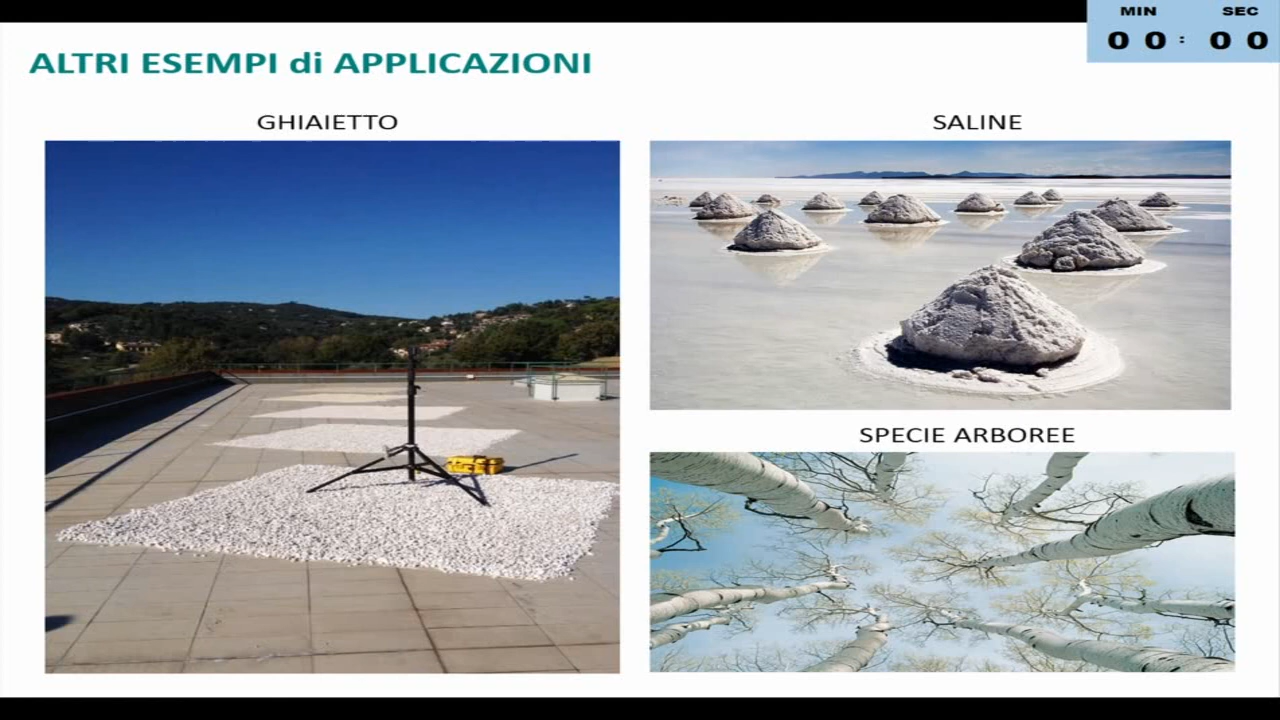 MIN SEC
00:00
ALTRI ESEMPI di APPLICAZIONI
GHIAIETTO
SALINE
SPECIE ARBOREE